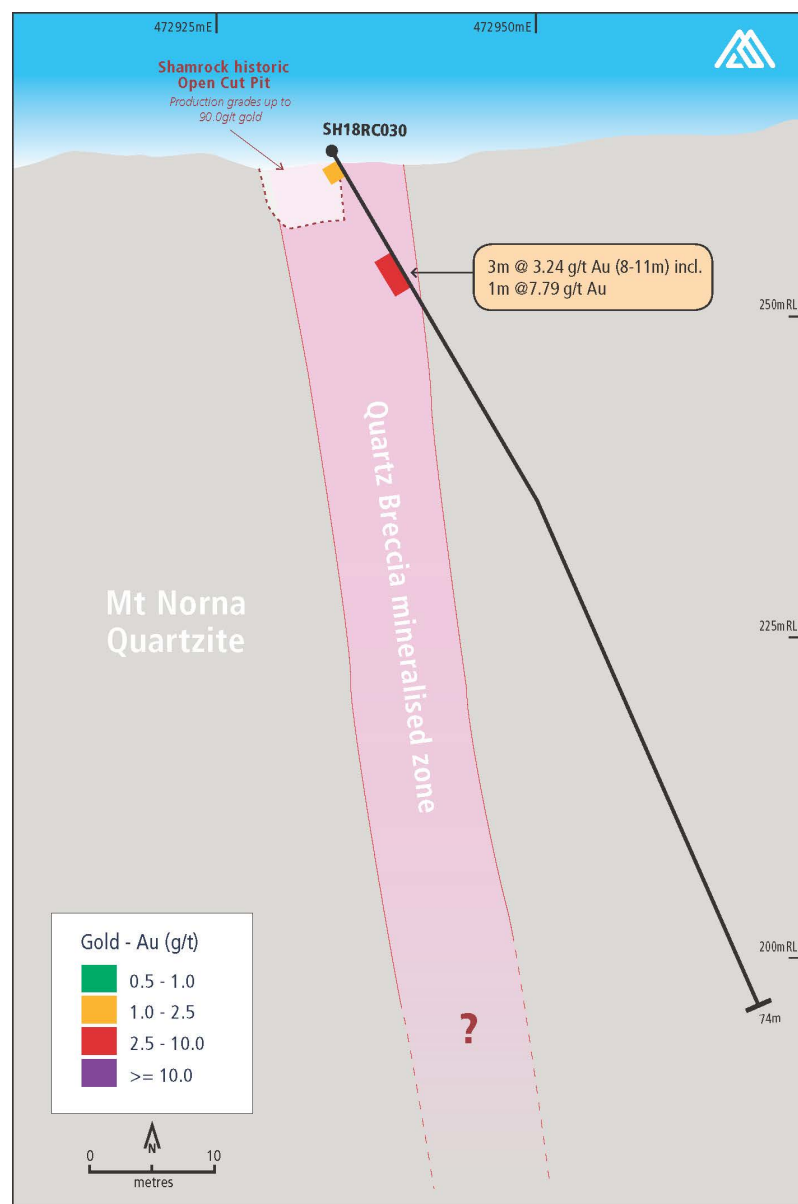 472925mE
472950mE
Shamrock historic
Open Cut Pit
Production grades up to
90.0g/t gold
SH18RC030
3m @ 3.24 g/t Au (8-11m) incl.
1m @7.79 g/t Au
250mRL
Quartz Breccia mineralised zone
Mt Norna
Quartzite
225mRL
200mRL
74m
?
Gold - Au (g/t)
0.5 - 1.0
1.0 - 2.5
2.5 - 10.0
>= 10.0
N
0 10
metres